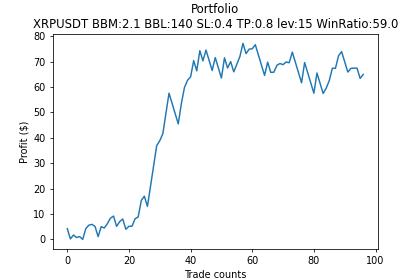 Portfolio
XRPUSDT BBM:2.1 BBL:140 SL:0.4 TP:0.8 lev:15 WinRatio:59.0
80
70
60
50
40
30
20
10
0
Profit ($)
0 20 40 60 80 100
Trade counts